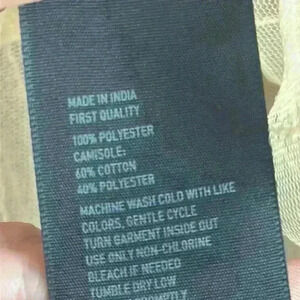 MADE IN INDIA
FIRST QUALITY
100% POLYESTER
CAMISOLE:
60% COTTON
40% POLYESTER
MACHINE WASH COLD WITH LIKE
COLORS, GENTLE CYCLE
TURN GARMENT INSIDE OUT
USE ONLY NON-CHLORINE
BLEACH IF NEEDED
TUMBLE DRY LOW